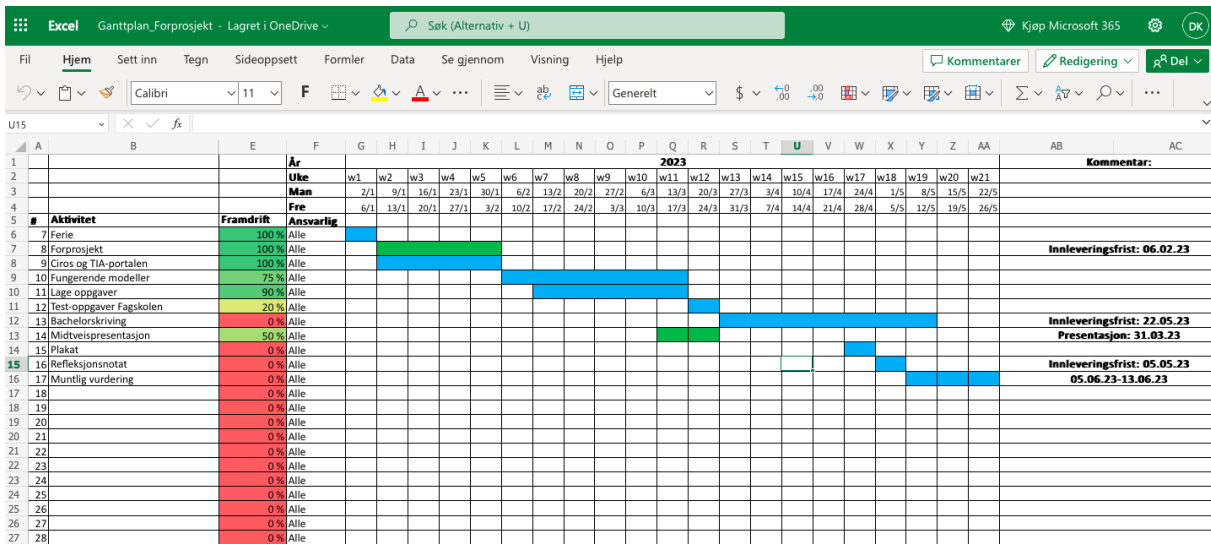 Excel Ganttplan_Forprosjekt - Lagret i OneDrive Søk (Alternativ + U) Kjøp Microsoft 365 DK
Fil Hjem Sett inn Tegn Sideoppsett Formler Data Se gjennom Visning Hjelp Kommentarer Redigering Del
Calibri 11 F A ... ab Generelt $ ...
U15 fx
A B E F G H I J K L M N O P Q R S T U V W X Y Z AA AB AC
1 År 2023 Kommentar:
2 Uke w1 w2 w3 w4 w5 w6 w7 w8 w9 w10 w11 w12 w13 w14 w15 w16 w17 w18 w19 w20 w21
3 Man 2/1 9/1 16/1 23/1 30/1 6/2 13/2 20/2 27/2 6/3 13/3 20/3 27/3 3/4 10/4 17/4 24/4 1/5 8/5 15/5 22/5
4 Fre 6/1 13/1 20/1 27/1 3/2 10/2 17/2 24/2 3/3 10/3 17/3 24/3 31/3 7/4 14/4 21/4 28/4 5/5 12/5 19/5 26/5
5 # Aktivitet Framdrift Ansvarlig
6 7 Ferie 100 % Alle
7 8 Forprosjekt 100 % Alle Innleveringsfrist: 06.02.23
8 9 Ciros og TIA-portalen 100 % Alle
9 10 Fungerende modeller 75 % Alle
10 11 Lage oppgaver 90 % Alle
11 12 Test-oppgaver Fagskolen 20 % Alle
12 13 Bachelorskriving 0 % Alle Innleveringsfrist: 22.05.23
13 14 Midtveispresentasjon 50 % Alle Presentasjon: 31.03.23
14 15 Plakat 0 % Alle
15 16 Refleksjonsnotat 0 % Alle Innleveringsfrist: 05.05.23
16 17 Muntlig vurdering 0 % Alle 05.06.23-13.06.23
17 18 0 % Alle
18 19 0 % Alle
19 20 0 % Alle
20 21 0 % Alle
21 22 0 % Alle
22 23 0 % Alle
23 24 0 % Alle
24 25 0 % Alle
25 26 0 % Alle
26 27 0 % Alle
27 28 0 % Alle